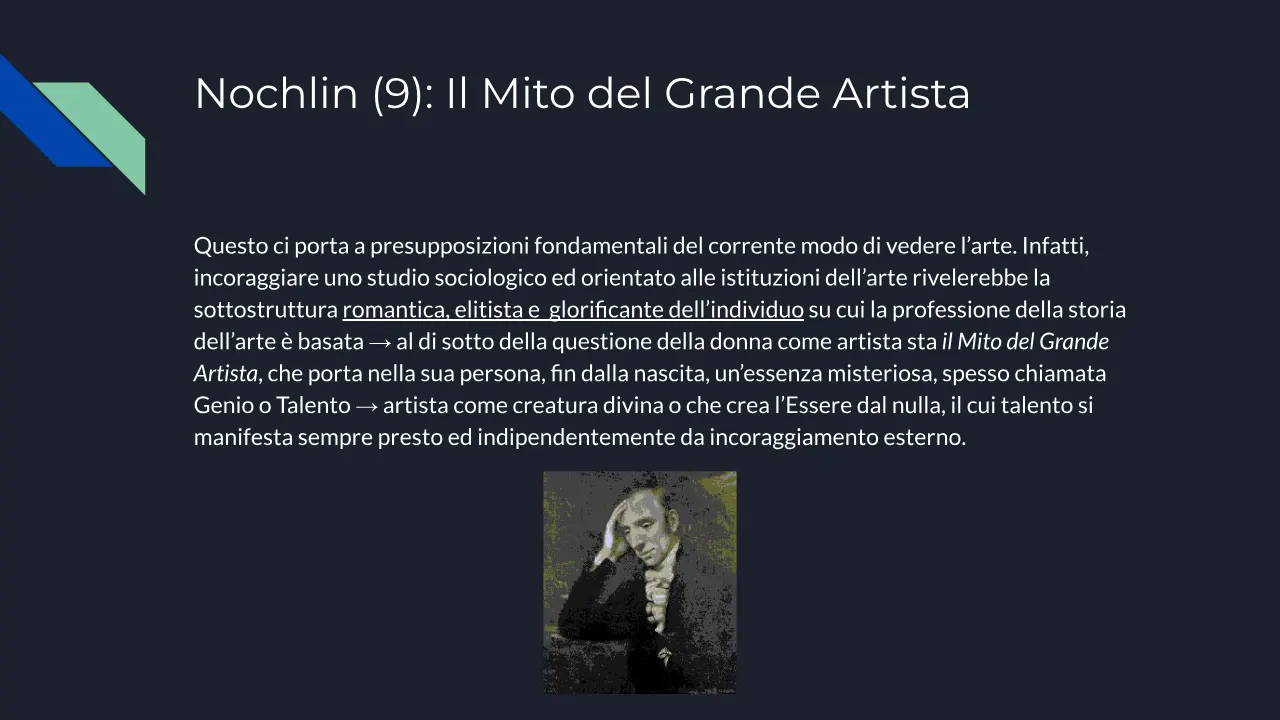 Nochlin (9): Il Mito del Grande Artista
Questo ci porta a presupposizioni fondamentali del corrente modo di vedere l’arte. Infatti,
incoraggiare uno studio sociologico ed orientato alle istituzioni dell’arte rivelerebbe la
sottostruttura romantica, elitista e  glorificante dell’individuo su cui la professione della storia
dell’arte è basata → al di sotto della questione della donna come artista sta il Mito del Grande
Artista, che porta nella sua persona, fin dalla nascita, un’essenza misteriosa, spesso chiamata
Genio o Talento → artista come creatura divina o che crea l’Essere dal nulla, il cui talento si
manifesta sempre presto ed indipendentemente da incoraggiamento esterno.